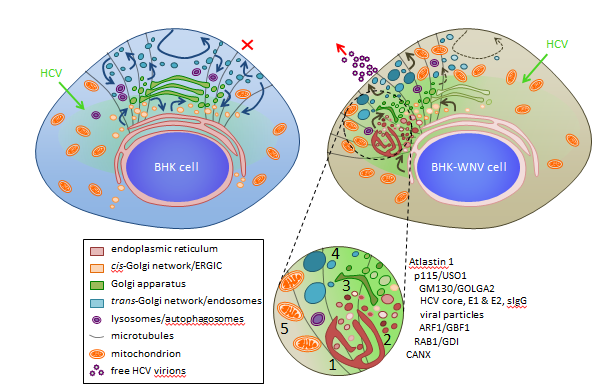 HCV
HCV
BHK cell
BHK-WNV cell
endoplasmic reticulum
cis-Golgi network/ERGIC
Golgi apparatus
trans-Golgi network/endosomes
lysosomes/autophagosomes
microtubules
mitochondrion
free HCV virions
4
3
5
2
1
Atlastin 1
p115/USO1
GM130/GOLGA2
HCV core, E1 & E2, sIgG
viral particles
ARF1/GBF1
RAB1/GDI
CANX